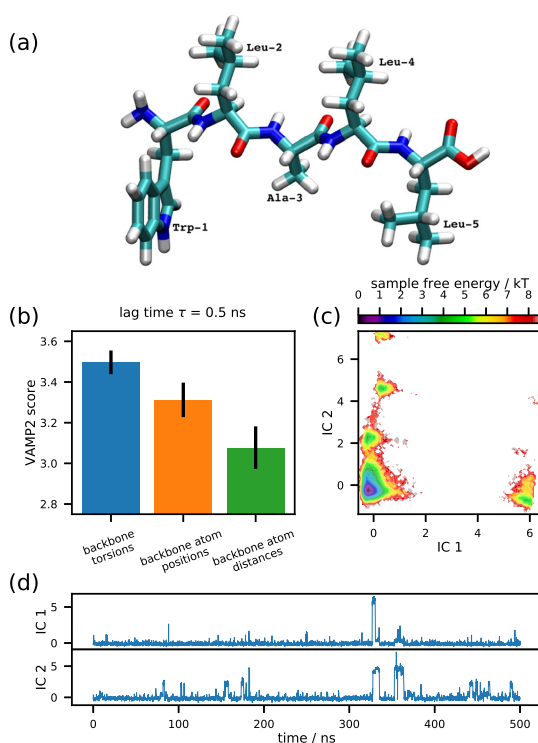 (a)
Leu-2
Leu-4
Ala-3
Trp-1
Leu-5
(b)
lag time τ = 0.5 ns
VAMP2 score
3.6
3.4
3.2
3.0
2.8
backbone torsions
backbone atom positions
backbone atom distances
(c)
sample free energy / kT
0 1 2 3 4 5 6 7 8
IC 2
6
4
2
0
0 2 4 6
IC 1
(d)
IC 1
5
0
IC 2
5
0
0 100 200 300 400 500
time / ns